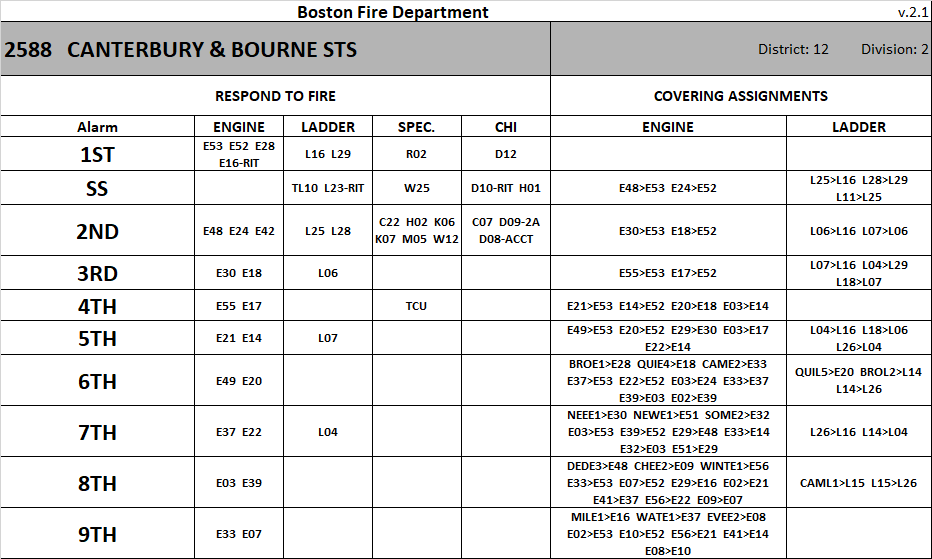 Boston Fire Department v.2.1
2588 CANTERBURY & BOURNE STS District: 12 Division: 2
RESPOND TO FIRE COVERING ASSIGNMENTS
Alarm ENGINE LADDER SPEC. CHI ENGINE LADDER
1ST
E53 E52 E28
E16-RIT
L16 L29
R02
D12
SS
TL10 L23-RIT
W25
D10-RIT H01
E48>E53 E24>E52
L25>L16 L28>L29
L11>L25
2ND
E48 E24 E42
L25 L28
C22 H02 K06
K07 M05 W12
C07 D09-2A
D08-ACCT
E30>E53 E18>E52
L06>L16 L07>L06
3RD
E30 E18
L06
E55>E53 E17>E52
L07>L16 L04>L29
L18>L07
4TH
E55 E17
TCU
E21>E53 E14>E52 E20>E18 E03>E14
5TH
E21 E14
L07
E49>E53 E20>E52 E29>E30 E03>E17
E22>E14
L04>L16 L18>L06
L26>L04
6TH
E49 E20
BROE1>E28 QUIE4>E18 CAME2>E33
E37>E53 E22>E52 E03>E24 E33>E37
E39>E03 E02>E39
QUIL5>E20 BROL2>L14
L14>L26
7TH
E37 E22
L04
NEEE1>E30 NEWE1>E51 SOME2>E32
E03>E53 E39>E52 E29>E48 E33>E14
E32>E03 E51>E29
L26>L16 L14>L04
8TH
E03 E39
DEDE3>E48 CHEE2>E09 WINTE1>E56
E33>E53 E07>E52 E29>E16 E02>E21
E41>E37 E56>E22 E09>E07
CAML1>L15 L15>L26
9TH
E33 E07
MILE1>E16 WATE1>E37 EVEE2>E08
E02>E53 E10>E52 E56>E21 E41>E14
E08>E10